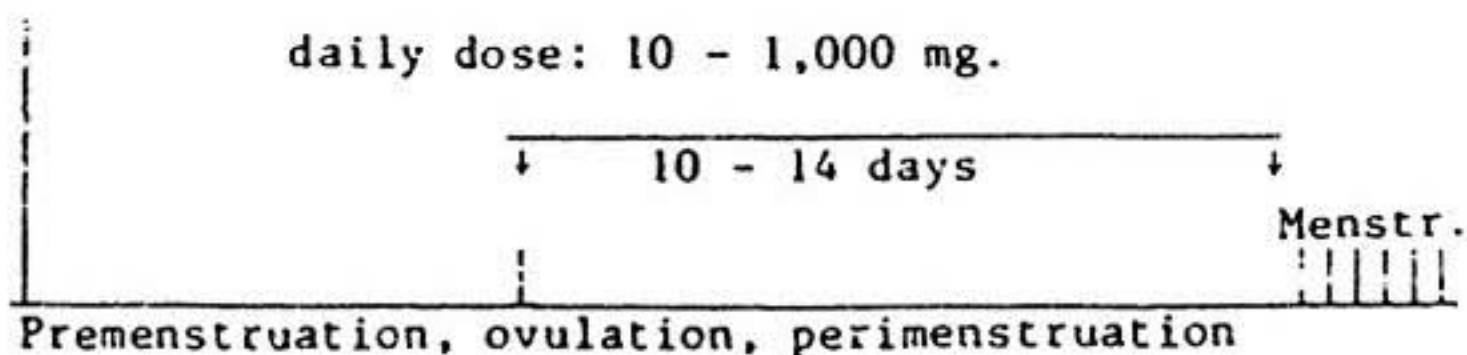 daily dose: 10 - 1,000 mg.
10 - 14 days
Menstr.
Premenstruation, ovulation, perimenstruation